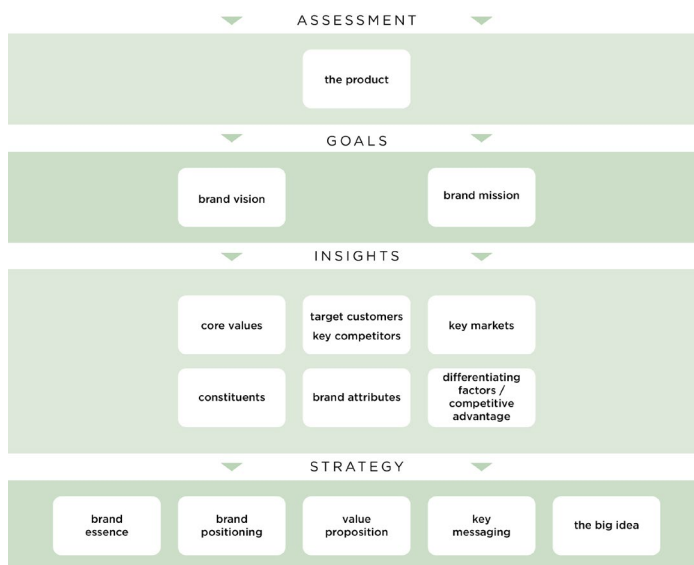 ASSESSMENT
the product
GOALS
brand vision
brand mission
INSIGHTS
core values
target customers
key competitors
key markets
constituents
brand attributes
differentiating
factors /
competitive
advantage
STRATEGY
brand
essence
brand
positioning
value
proposition
key
messaging
the big idea